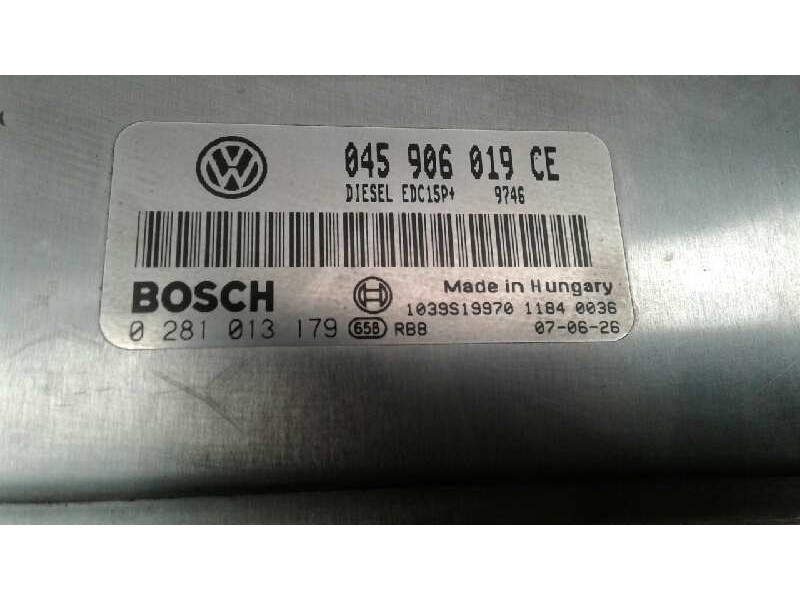 045 906 019 CE
DIESEL EDC15P+ 9746
BOSCH
Made in Hungary
1039S19970 1184 0036
0 281 013 179 658 RBB 07-06-26